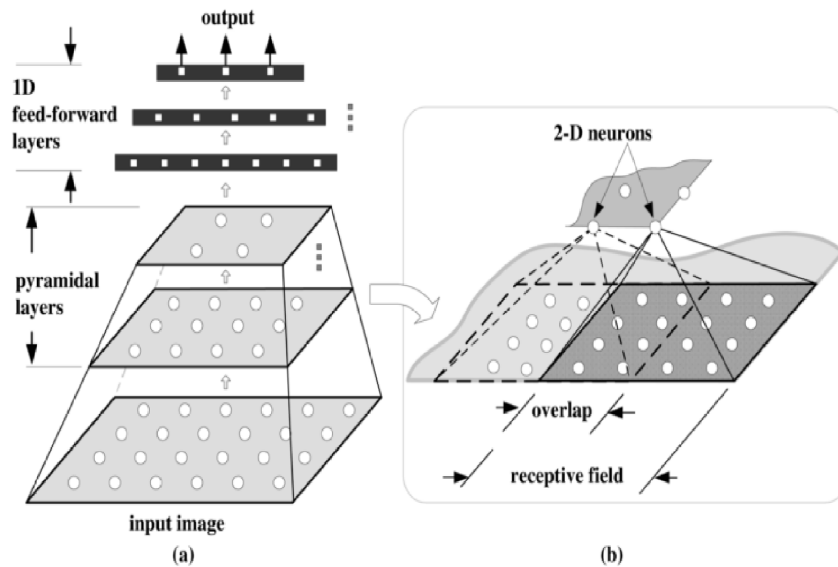 output
1D
feed-forward
layers
pyramidal
layers
input image
(a)
2-D neurons
overlap
receptive field
(b)